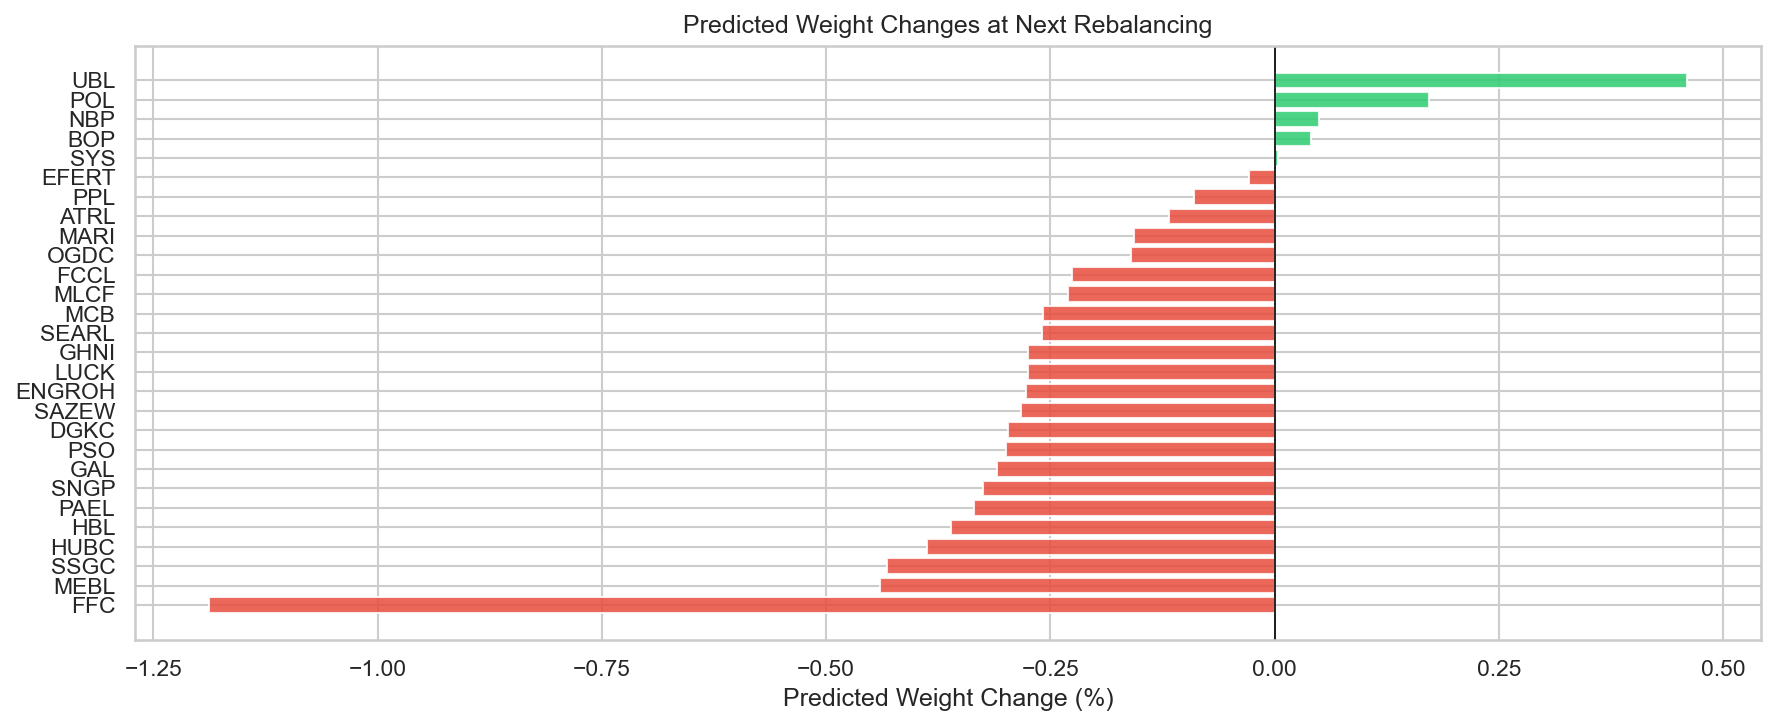 Predicted Weight Changes at Next Rebalancing
UBL
POL
NBP
BOP
SYS
EFERT
PPL
ATRL
MARI
OGDC
FCCL
MLCF
MCB
SEARL
GHNI
LUCK
ENGROH
SAZEW
DGKC
PSO
GAL
SNGP
PAEL
HBL
HUBC
SSGC
MEBL
FFC
−1.25 −1.00 −0.75 −0.50 −0.25 0.00 0.25 0.50
Predicted Weight Change (%)